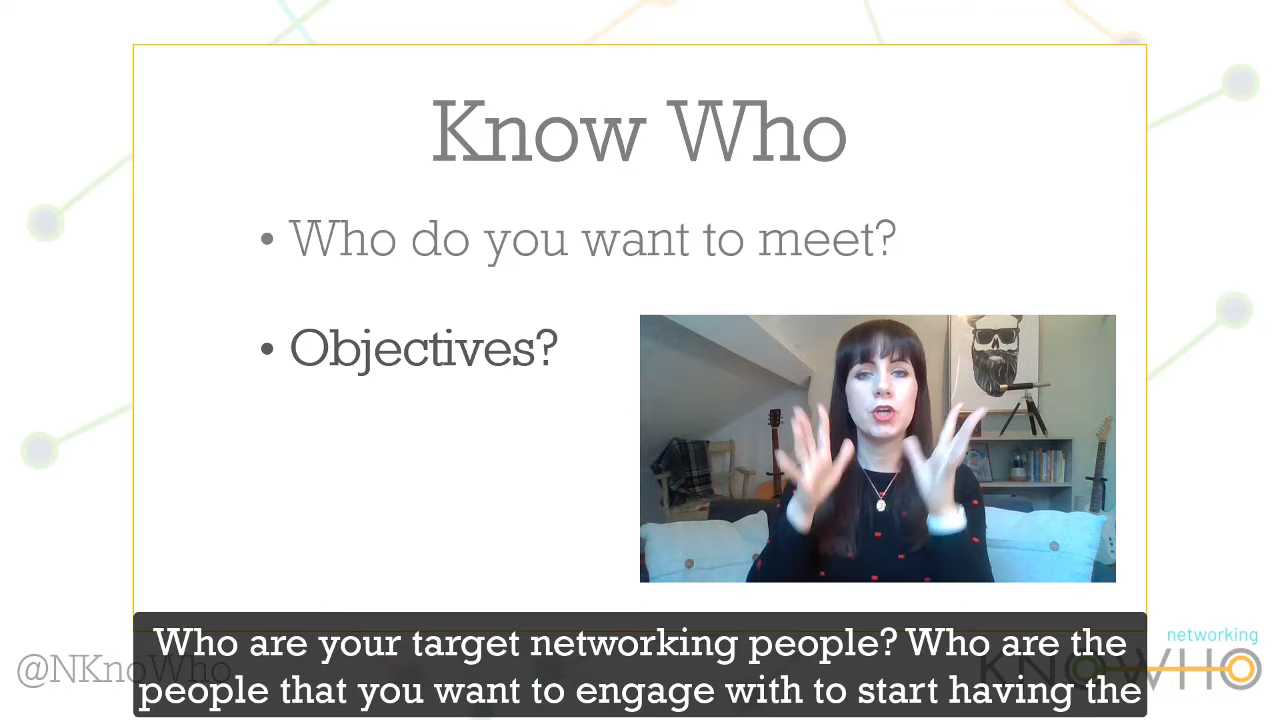 Know Who
• Who do you want to meet?
• Objectives?
Who are your target networking people? Who are the
people that you want to engage with to start having the
@NKnoWho
networking
KNOWHO